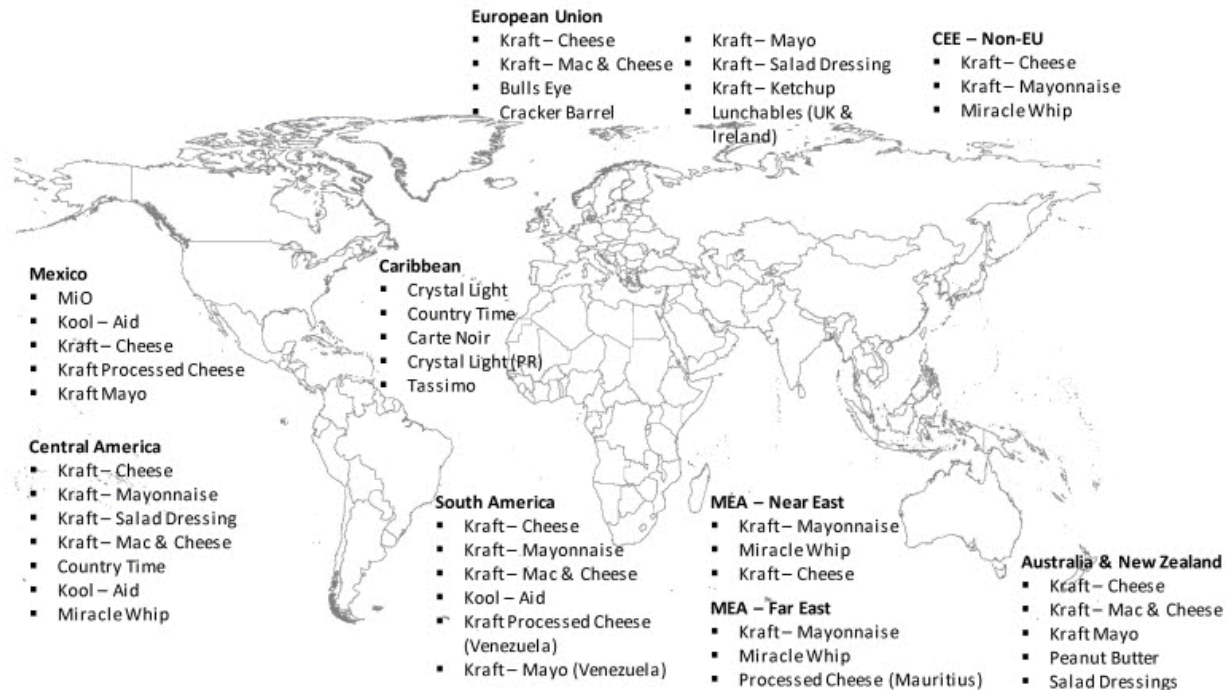 European Union
▪ Kraft – Cheese
▪ Kraft – Mac & Cheese
▪ Bulls Eye
▪ Cracker Barrel
▪ Kraft – Mayo
▪ Kraft – Salad Dressing
▪ Kraft – Ketchup
▪ Lunchables (UK &
Ireland)
CEE – Non-EU
▪ Kraft – Cheese
▪ Kraft – Mayonnaise
▪ Miracle Whip
Mexico
▪ MiO
▪ Kool – Aid
▪ Kraft – Cheese
▪ Kraft Processed Cheese
▪ Kraft Mayo
Caribbean
▪ Crystal Light
▪ Country Time
▪ Carte Noir
▪ Crystal Light (PR)
▪ Tassimo
Central America
▪ Kraft – Cheese
▪ Kraft – Mayonnaise
▪ Kraft – Salad Dressing
▪ Kraft – Mac & Cheese
▪ Country Time
▪ Kool – Aid
▪ Miracle Whip
South America
▪ Kraft – Cheese
▪ Kraft – Mayonnaise
▪ Kraft – Mac & Cheese
▪ Kool – Aid
▪ Kraft Processed Cheese
(Venezuela)
▪ Kraft – Mayo (Venezuela)
MEA – Near East
▪ Kraft – Mayonnaise
▪ Miracle Whip
▪ Kraft – Cheese
MEA – Far East
▪ Kraft – Mayonnaise
▪ Miracle Whip
▪ Processed Cheese (Mauritius)
Australia & New Zealand
▪ Kraft – Cheese
▪ Kraft – Mac & Cheese
▪ Kraft Mayo
▪ Peanut Butter
▪ Salad Dressings